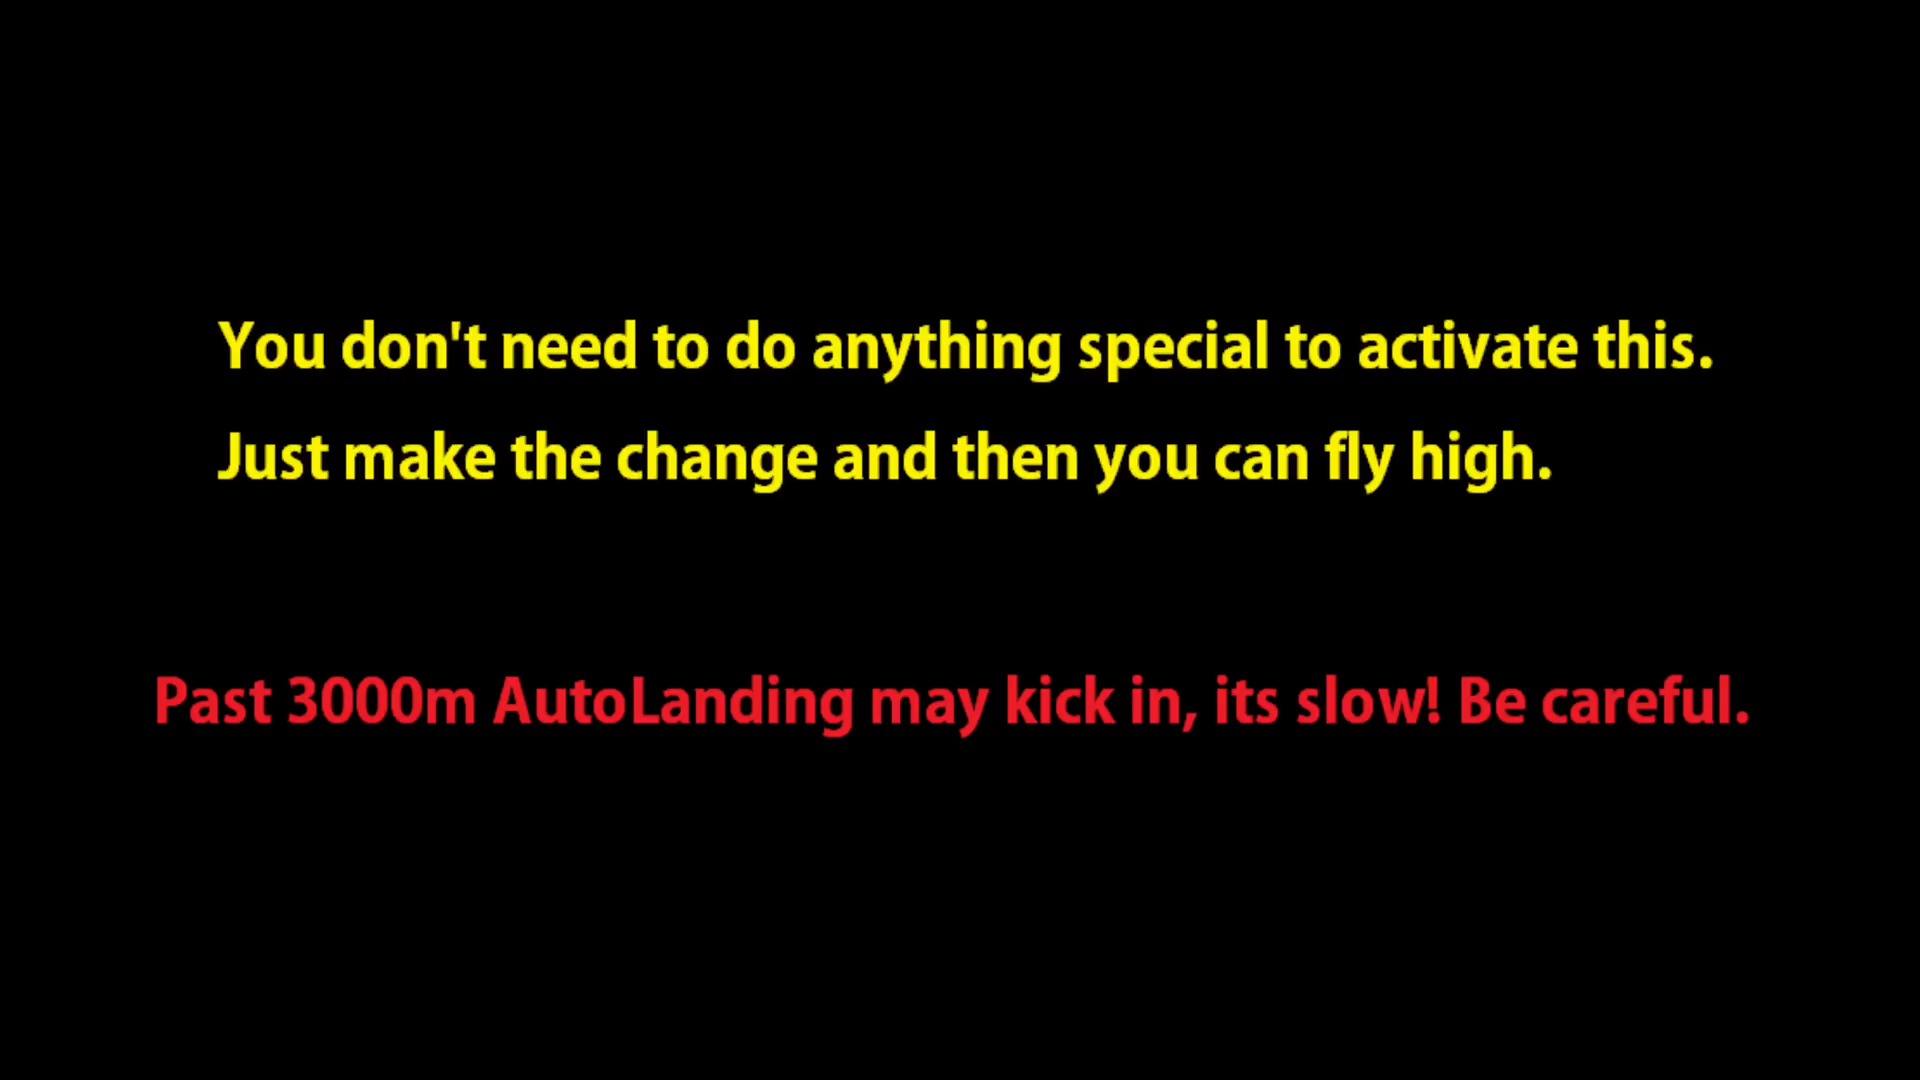 You don't need to do anything special to activate this.
Just make the change and then you can fly high.
Past 3000m AutoLanding may kick in, its slow! Be careful.